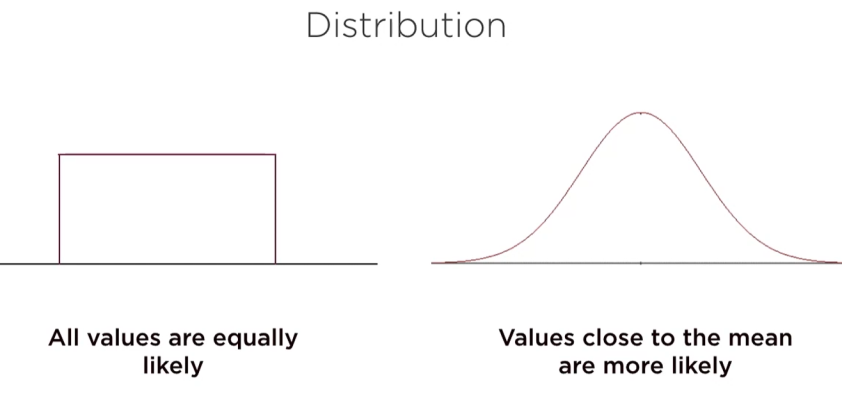 Distribution
All values are equally
likely
Values close to the mean
are more likely